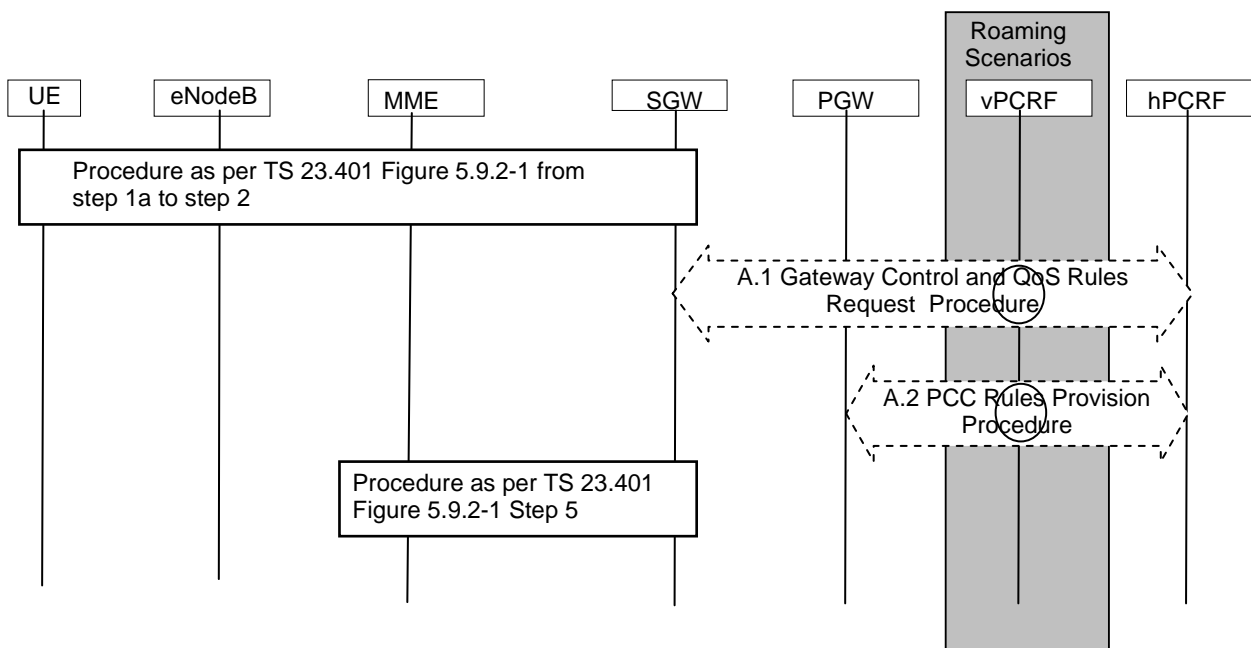 Roaming
Scenarios
UE
eNodeB
MME
SGW
PGW
vPCRF
hPCRF
Procedure as per TS 23.401 Figure 5.9.2-1 from
step 1a to step 2
A.1 Gateway Control and QoS Rules
Request Procedure
A.2 PCC Rules Provision
Procedure
Procedure as per TS 23.401
Figure 5.9.2-1 Step 5